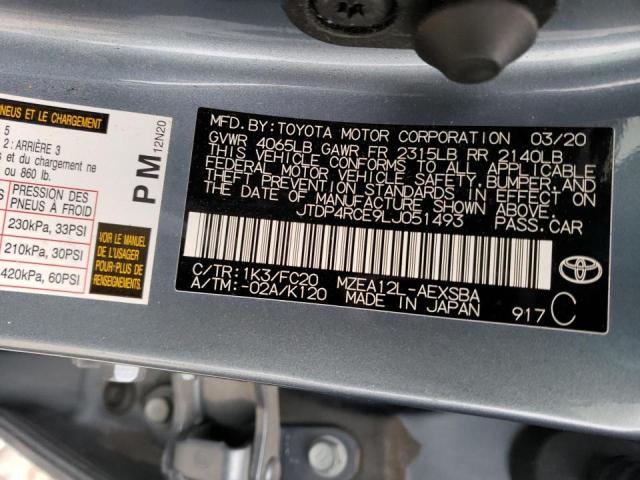 PNEUS ET LE CHARGEMENT
5
2: ARRIÈRE 3
s et du chargement ne
ou 860 lb.
PRESSION DES
PNEUS À FROID
230kPa, 33PSI
210kPa, 30PSI
420kPa, 60PSI
VOIR LE MANUEL
DE L'USAGER
POUR PLUS DE
RENSEIGNEMENTS
PM 12N20
MFD.BY:TOYOTA MOTOR CORPORATION 03/20
GVWR 4065LB GAWR FR 2315LB RR 2140LB
THIS VEHICLE CONFORMS TO ALL APPLICABLE
FEDERAL MOTOR VEHICLE SAFETY, BUMPER, AND
THEFT PREVENTION STANDARDS IN EFFECT ON
THE DATE OF MANUFACTURE SHOWN ABOVE.
JTDP4RCE9LJ051493 PASS.CAR
C/TR:1K3/FC20 MZEA12L-AEXSBA
A/TM:-02A/K120 MADE IN JAPAN
917 C
TOYOTA